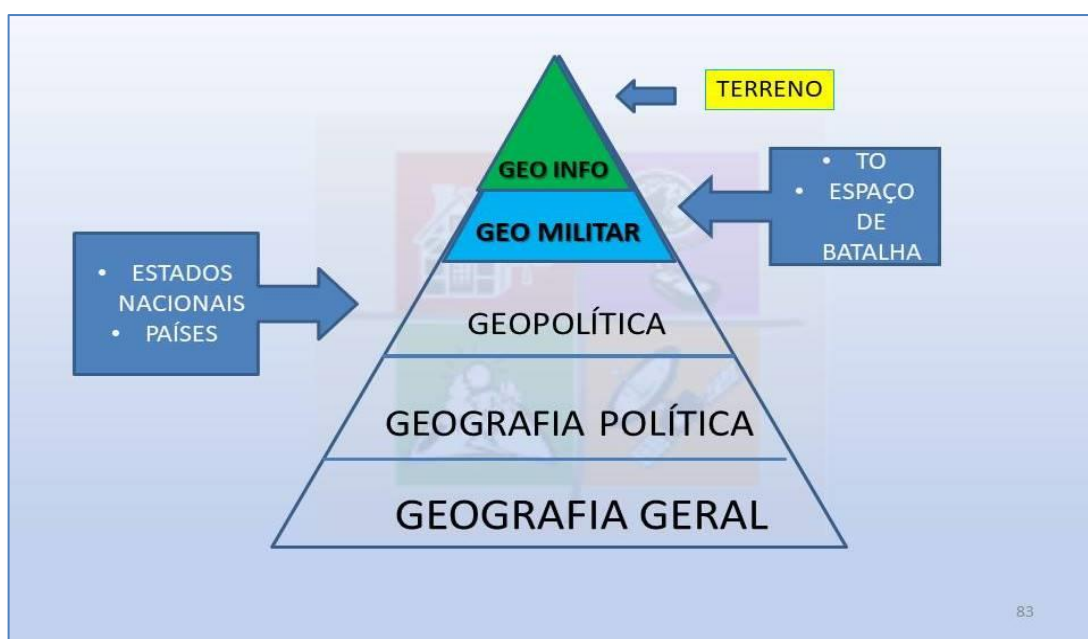 TERRENO
GEO INFO
• TO
• ESPAÇO
DE
BATALHA
GEO MILITAR
• ESTADOS
NACIONAIS
• PAÍSES
GEOPOLÍTICA
GEOGRAFIA POLÍTICA
GEOGRAFIA GERAL
83